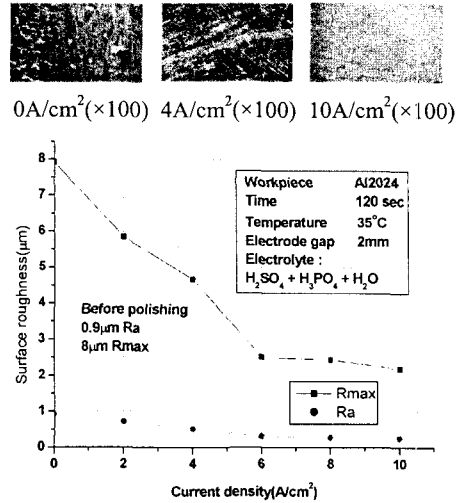 0A/cm²(×100) 4A/cm²(×100) 10A/cm²(×100)
8
7
6
5
4
3
2
1
0
Surface roughness(μm)
Workpiece Al2024
Time 120 sec
Temperature 35°C
Electrode gap 2mm
Electrolyte :
H₂SO₄ + H₃PO₄ + H₂O
Before polishing
0.9μm Ra
8μm Rmax
Rmax
Ra
0 2 4 6 8 10
Current density(A/cm²)